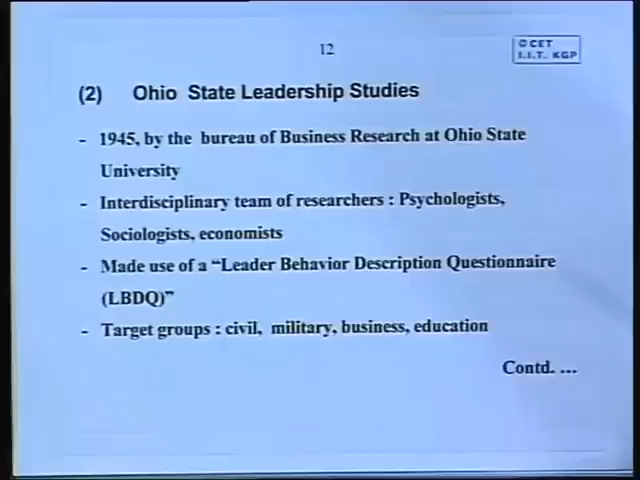 12
© CET
I.I.T. KGP
(2) Ohio State Leadership Studies
- 1945, by the bureau of Business Research at Ohio State
University
- Interdisciplinary team of researchers : Psychologists,
Sociologists, economists
- Made use of a “Leader Behavior Description Questionnaire
(LBDQ)”
- Target groups : civil, military, business, education
Contd. ...